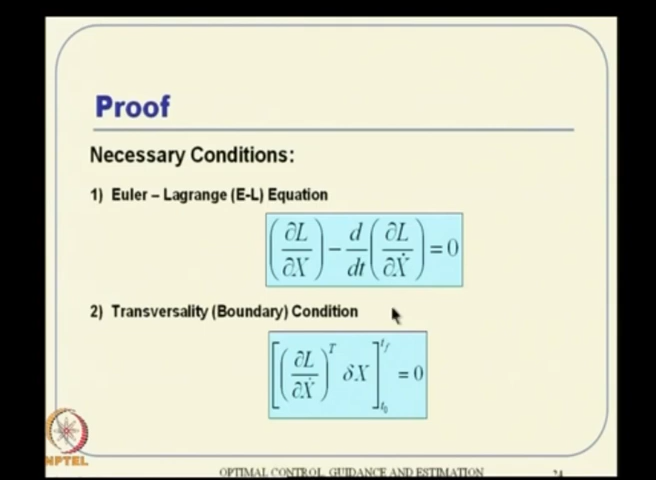 Proof
Necessary Conditions:
1) Euler – Lagrange (E-L) Equation
(∂L/∂X) − d/dt (∂L/∂Ẋ) = 0
2) Transversality (Boundary) Condition
[(∂L/∂Ẋ)^T δX]_{t_0}^{t_f} = 0
NPTEL
OPTIMAL CONTROL, GUIDANCE AND ESTIMATION
24